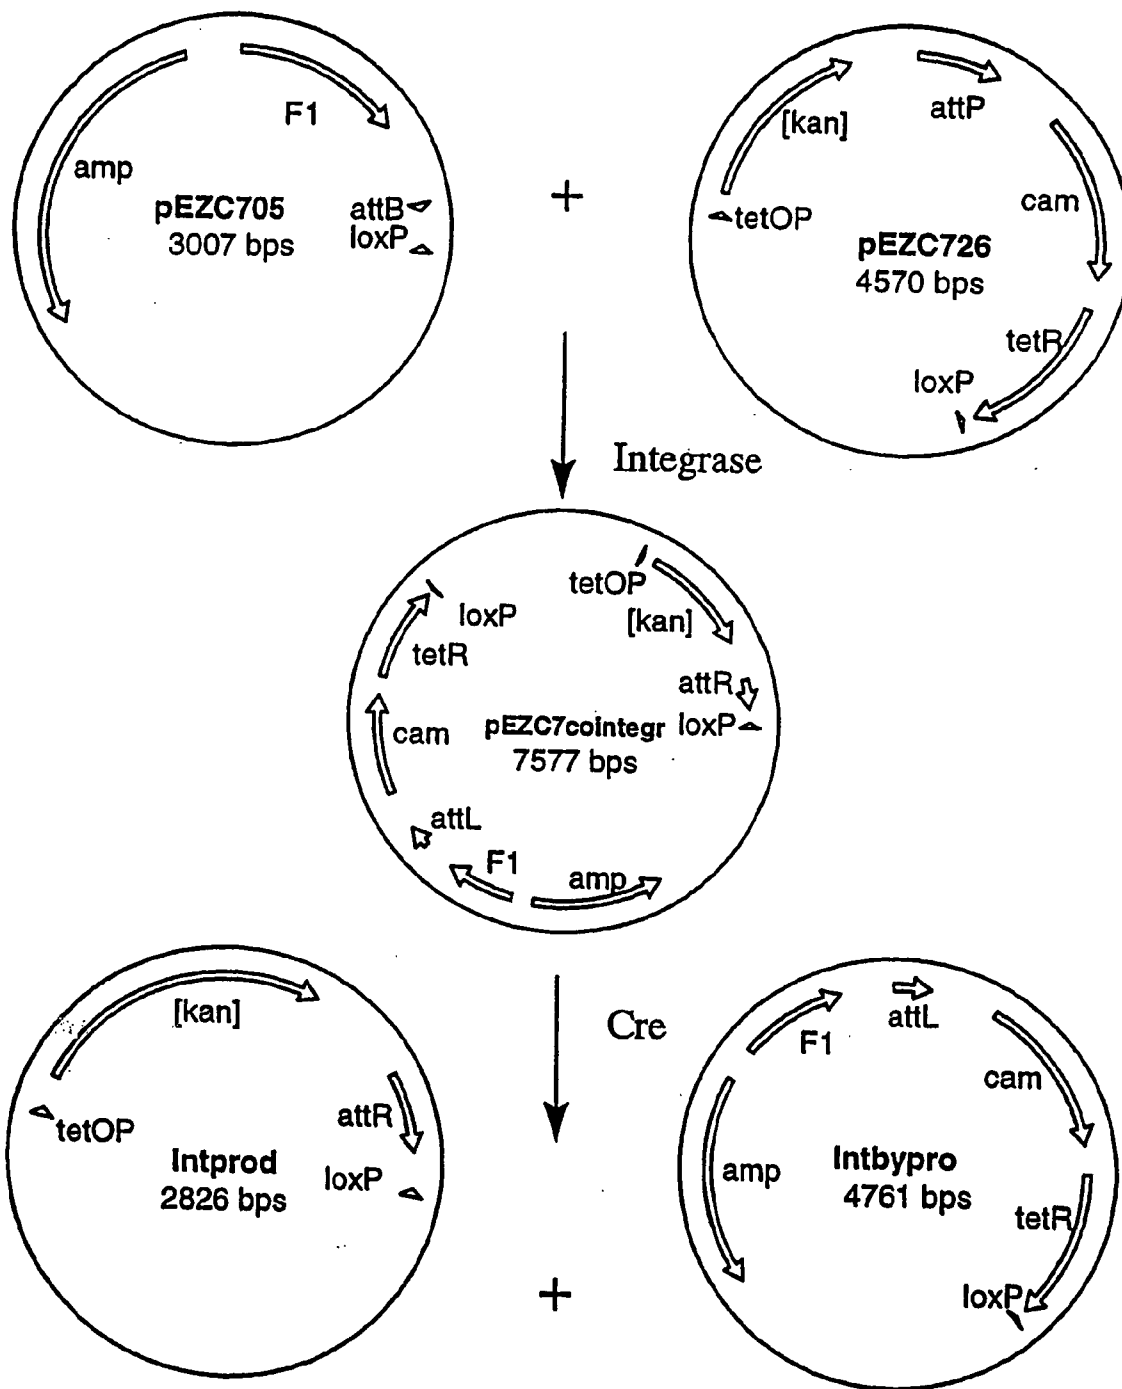 F1
amp
pEZC705
3007 bps
attB
loxP
+
[kan]
attP
cam
tetOP
pEZC726
4570 bps
tetR
loxP
Integrase
tetOP
[kan]
loxP
tetR
attR
loxP
cam
pEZC7cointegr
7577 bps
attL
F1
amp
Cre
[kan]
tetOP
attR
Intprod
2826 bps
loxP
+
F1
attL
cam
amp
Intbypro
4761 bps
tetR
loxP